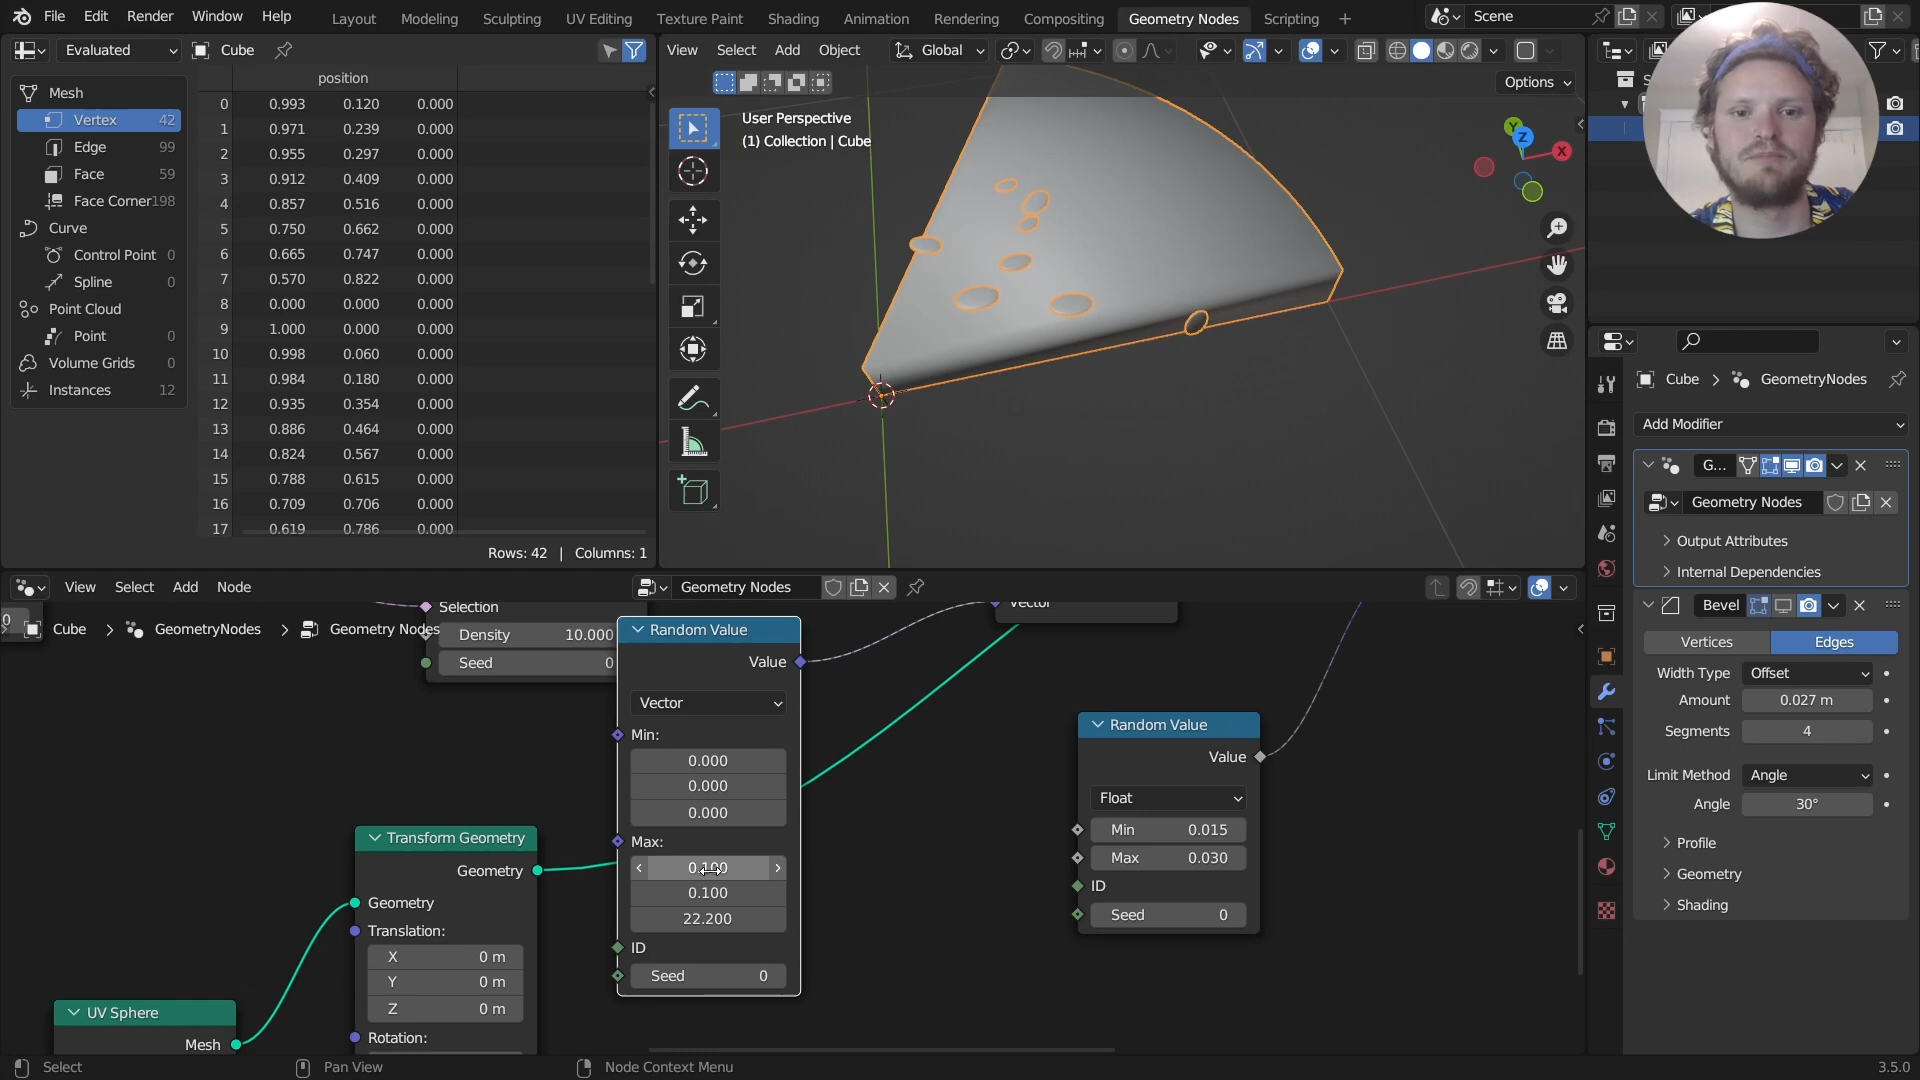 File Edit Render Window Help Layout Modeling Sculpting UV Editing Texture Paint Shading Animation Rendering Compositing Geometry Nodes Scripting + Scene
Evaluated Cube
View Select Add Object Global
Options
position
Mesh
Vertex 42
Edge 99
Face 59
Face Corner 198
Curve
Control Point 0
Spline 0
Point Cloud
Point 0
Volume Grids 0
Instances 12
0 0.993 0.120 0.000
1 0.971 0.239 0.000
2 0.955 0.297 0.000
3 0.912 0.409 0.000
4 0.857 0.516 0.000
5 0.750 0.662 0.000
6 0.665 0.747 0.000
7 0.570 0.822 0.000
8 0.000 0.000 0.000
9 1.000 0.000 0.000
10 0.998 0.060 0.000
11 0.984 0.180 0.000
12 0.935 0.354 0.000
13 0.886 0.464 0.000
14 0.824 0.567 0.000
15 0.788 0.615 0.000
16 0.709 0.706 0.000
17 0.619 0.786 0.000
Rows: 42 | Columns: 1
User Perspective
(1) Collection | Cube
Y
Z
X
View Select Add Node
Geometry Nodes
Cube > GeometryNodes > Geometry Nodes
0
Selection
Density 10.000
Seed 0
Random Value
Value
Vector
Min:
0.000
0.000
0.000
Max:
0.100
0.100
22.200
ID
Seed 0
Vector
Random Value
Value
Float
Min 0.015
Max 0.030
ID
Seed 0
Transform Geometry
Geometry
Geometry
Translation:
X 0 m
Y 0 m
Z 0 m
Rotation:
UV Sphere
Mesh
Cube > GeometryNodes
Add Modifier
G...
Geometry Nodes
Output Attributes
Internal Dependencies
Bevel
Vertices Edges
Width Type Offset
Amount 0.027 m
Segments 4
Limit Method Angle
Angle 30°
Profile
Geometry
Shading
Select Pan View Node Context Menu 3.5.0